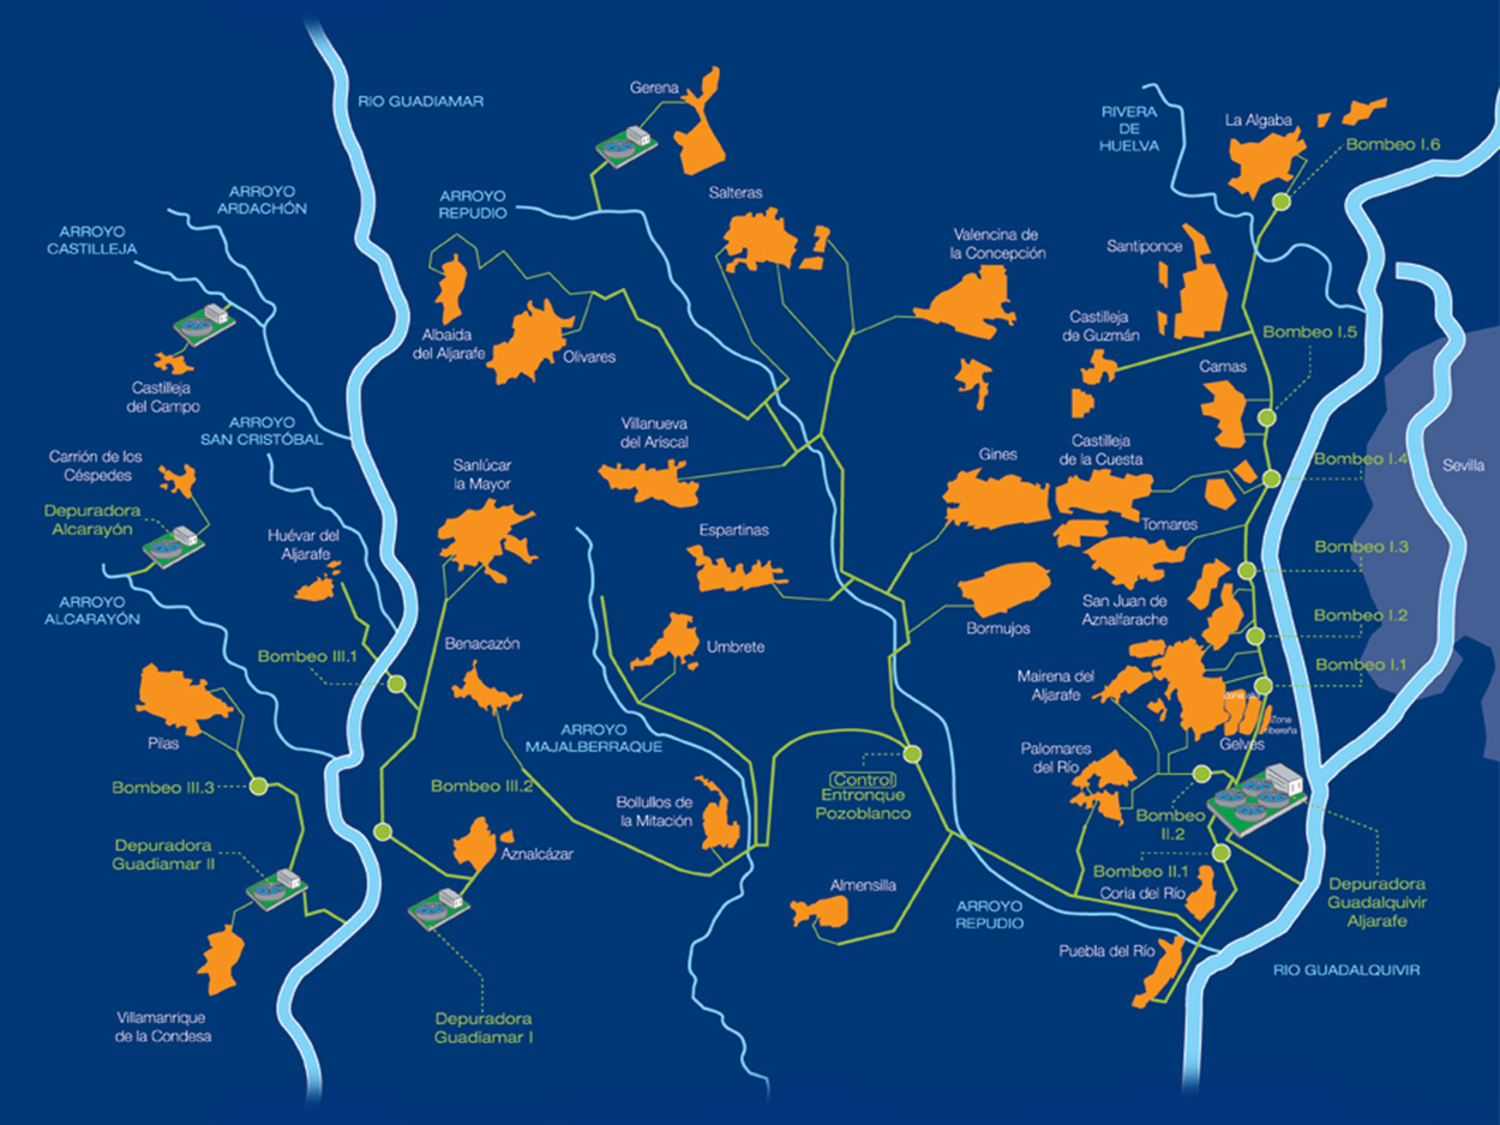 RIO GUADIAMAR
Gerena
RIVERA
DE
HUELVA
La Algaba
Bombeo I.6
ARROYO
ARDACHÓN
ARROYO
CASTILLEJA
ARROYO
REPUDIO
Salteras
Valencina de
la Concepción
Santiponce
Castilleja
de Guzmán
Bombeo I.5
Albaida
del Aljarafe
Olivares
Camas
Castilleja
del Campo
ARROYO
SAN CRISTÓBAL
Villanueva
del Ariscal
Castilleja
de la Cuesta
Gines
Bombeo I.4
Sevilla
Carrión de los
Céspedes
Sanlúcar
la Mayor
Depuradora
Alcarayón
Huévar del
Aljarafe
Espartinas
Tomares
Bombeo I.3
ARROYO
ALCARAYÓN
San Juan de
Aznalfarache
Bombeo I.2
Bormujos
Benacazón
Umbrete
Bombeo III.1
Bombeo I.1
Mairena del
Aljarafe
Zona
Ribereña
Gelves
Pilas
ARROYO
MAJALBERRAQUE
Palomares
del Río
Bombeo III.3
Bombeo III.2
(Control)
Entronque
Pozoblanco
Bollullos de
la Mitación
Bombeo
II.2
Depuradora
Guadiamar II
Aznalcázar
Bombeo II.1
Almensilla
Coria del Río
Depuradora
Guadalquivir
Aljarafe
ARROYO
REPUDIO
Puebla del Río
RIO GUADALQUIVIR
Villamanrique
de la Condesa
Depuradora
Guadiamar I